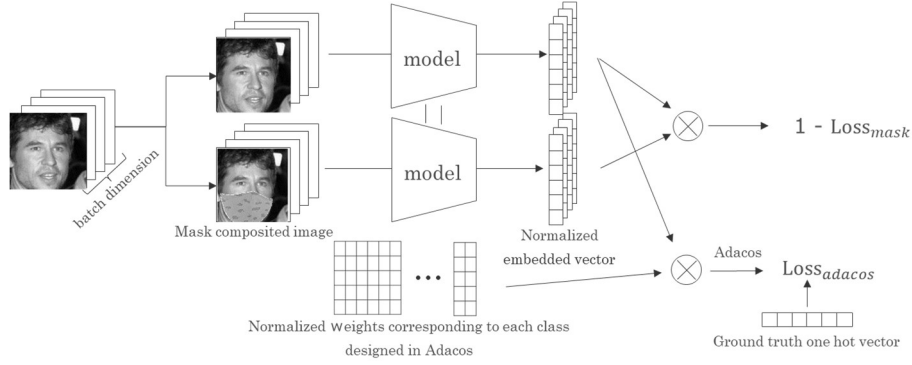 model
batch dimension
model
Mask composited image
Normalized
embedded vector
1 - Loss_mask
Adacos
Loss_adacos
Normalized weights corresponding to each class
designed in Adacos
Ground truth one hot vector